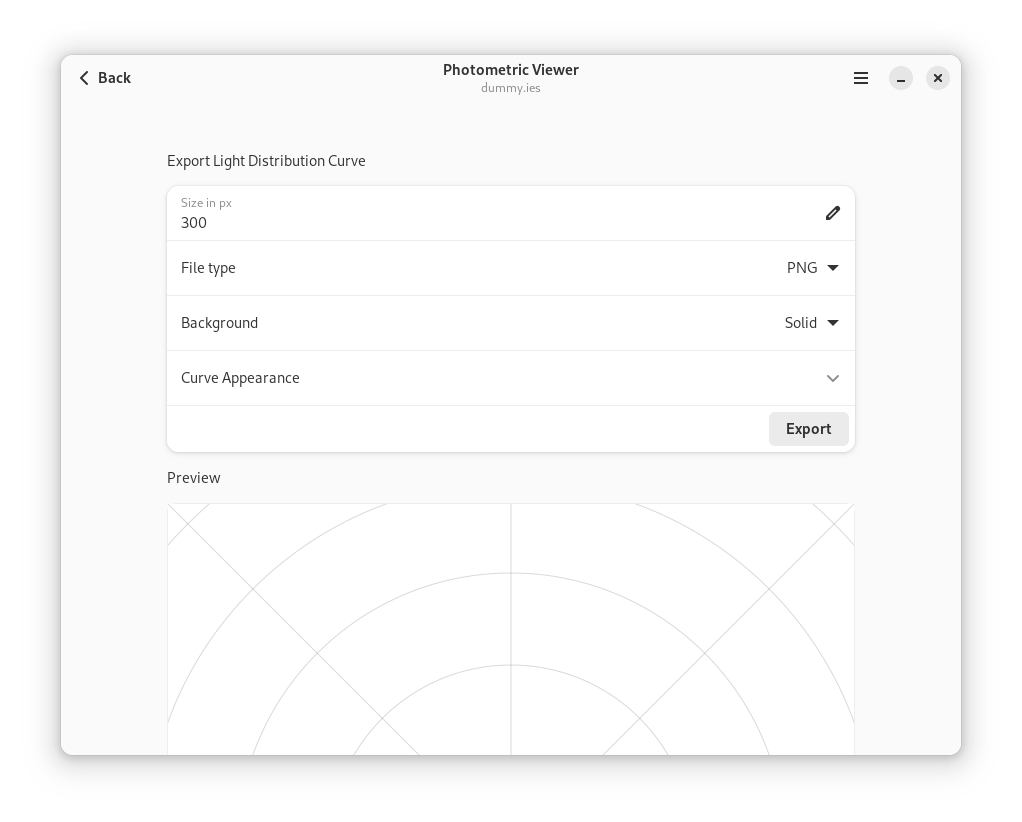 Back
Photometric Viewer
dummy.ies
Export Light Distribution Curve
Size in px
300
File type
PNG
Background
Solid
Curve Appearance
Export
Preview